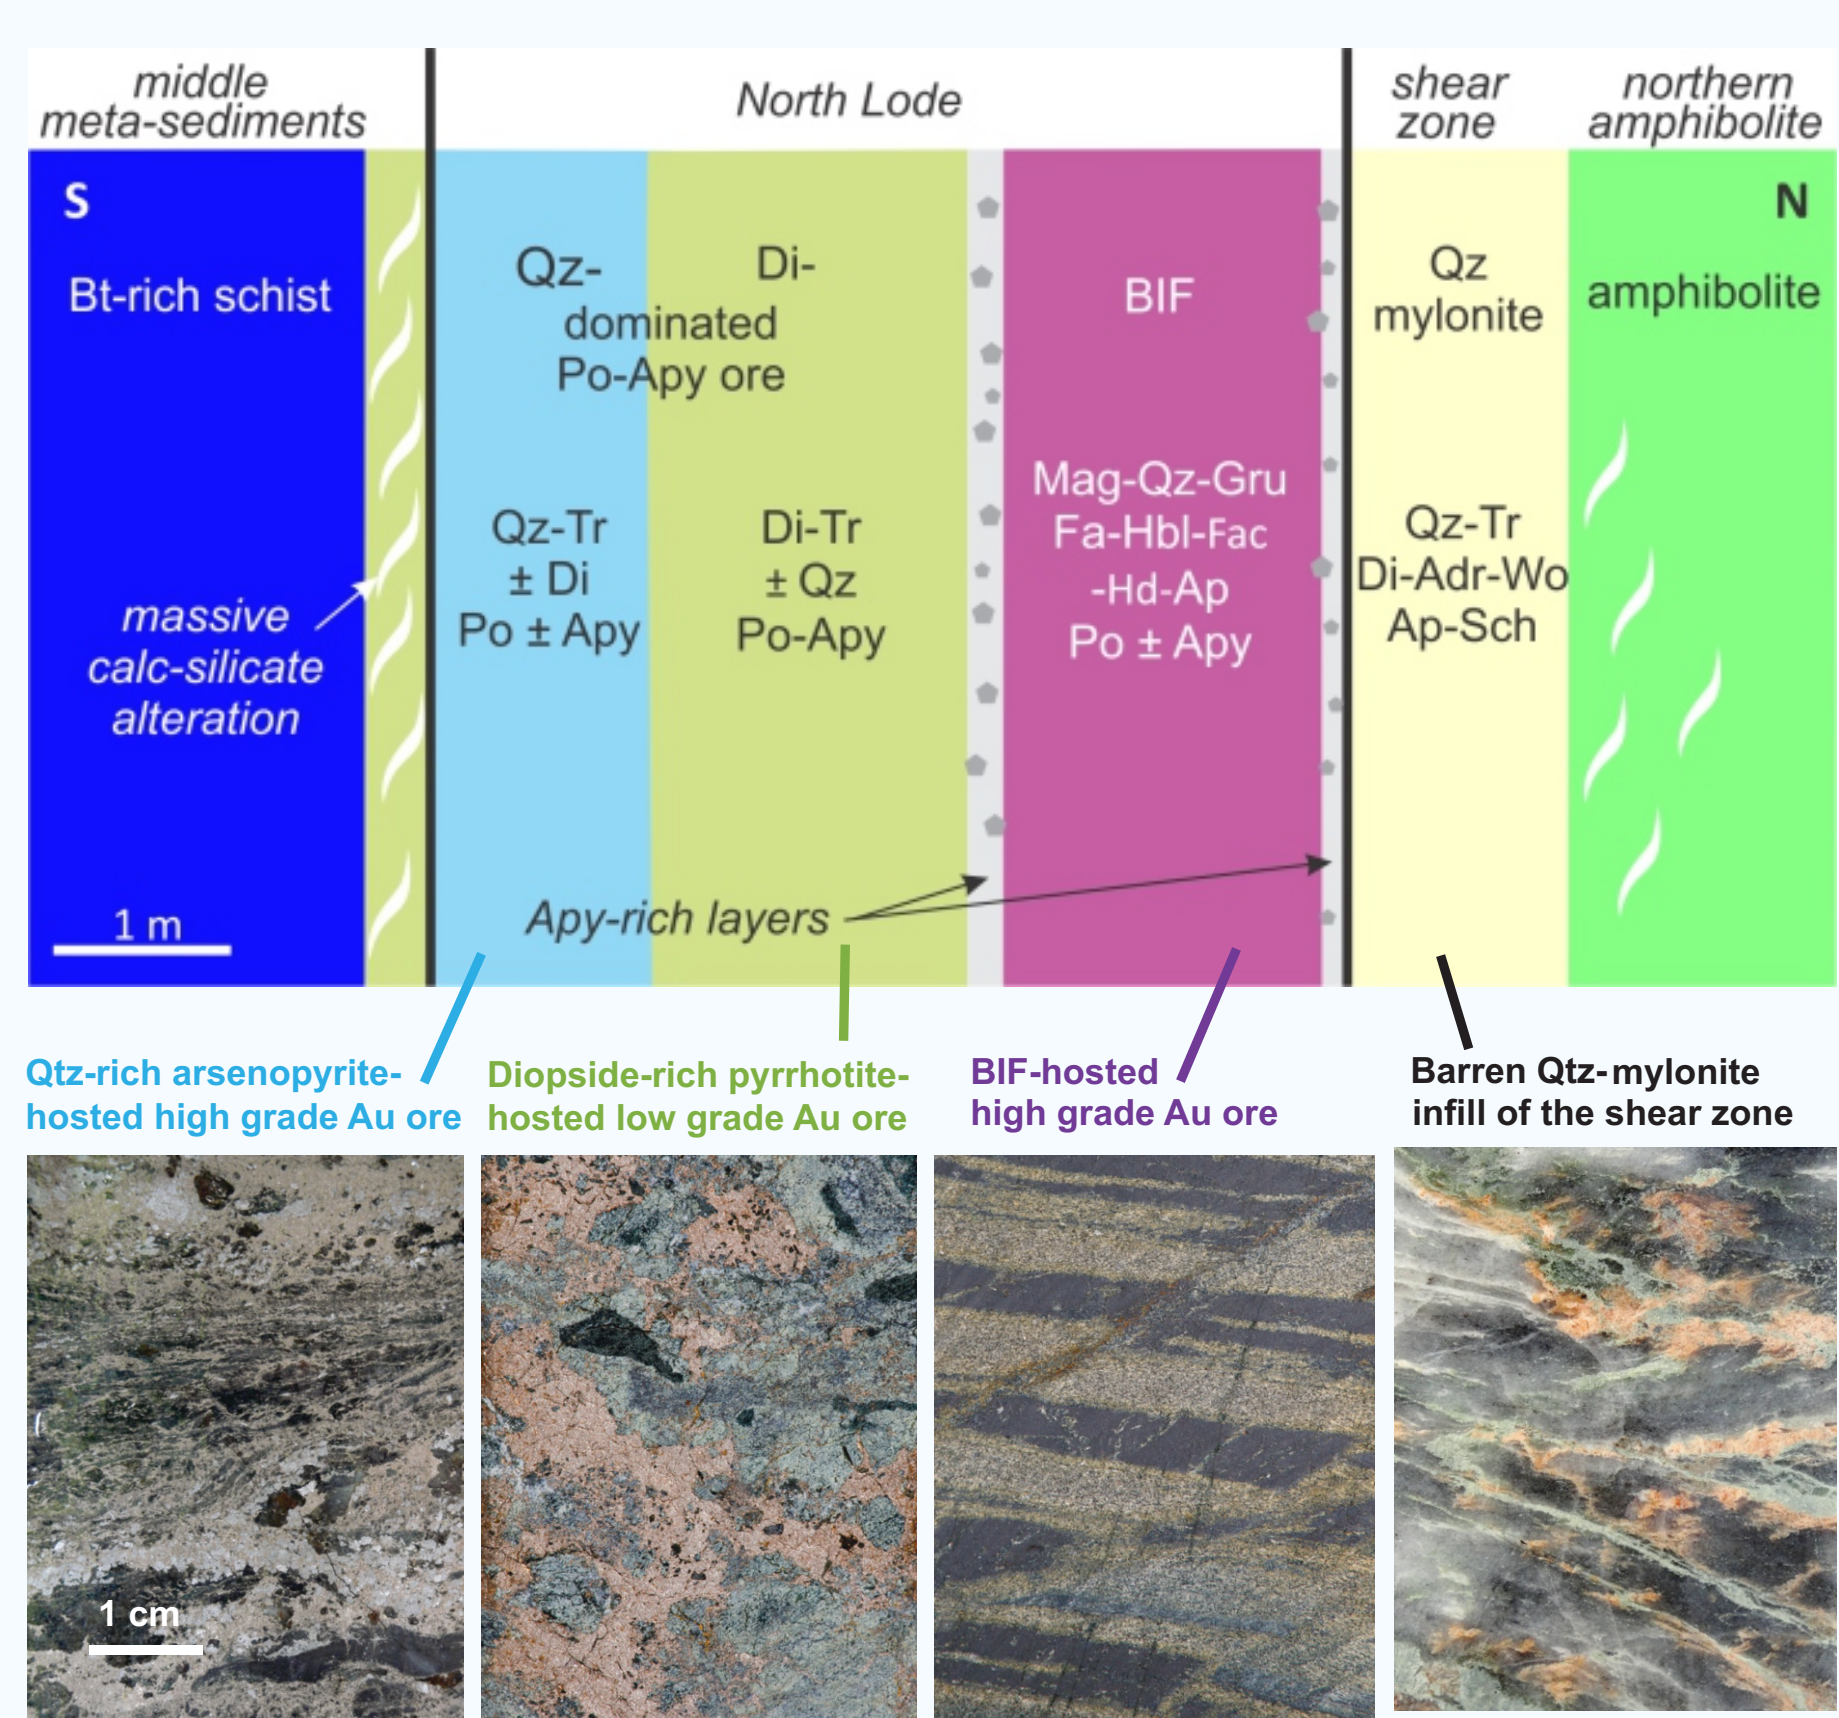 middle
meta-sediments
North Lode
shear
zone
northern
amphibolite
S
N
Bt-rich schist
Qz-
Di-
dominated
Po-Apy ore
BIF
Qz
mylonite
amphibolite
massive
calc-silicate
alteration
Qz-Tr
± Di
Po ± Apy
Di-Tr
± Qz
Po-Apy
Mag-Qz-Gru
Fa-Hbl-Fac
-Hd-Ap
Po ± Apy
Qz-Tr
Di-Adr-Wo
Ap-Sch
Apy-rich layers
1 m
Qtz-rich arsenopyrite-
hosted high grade Au ore
Diopside-rich pyrrhotite-
hosted low grade Au ore
BIF-hosted
high grade Au ore
Barren Qtz-mylonite
infill of the shear zone
1 cm